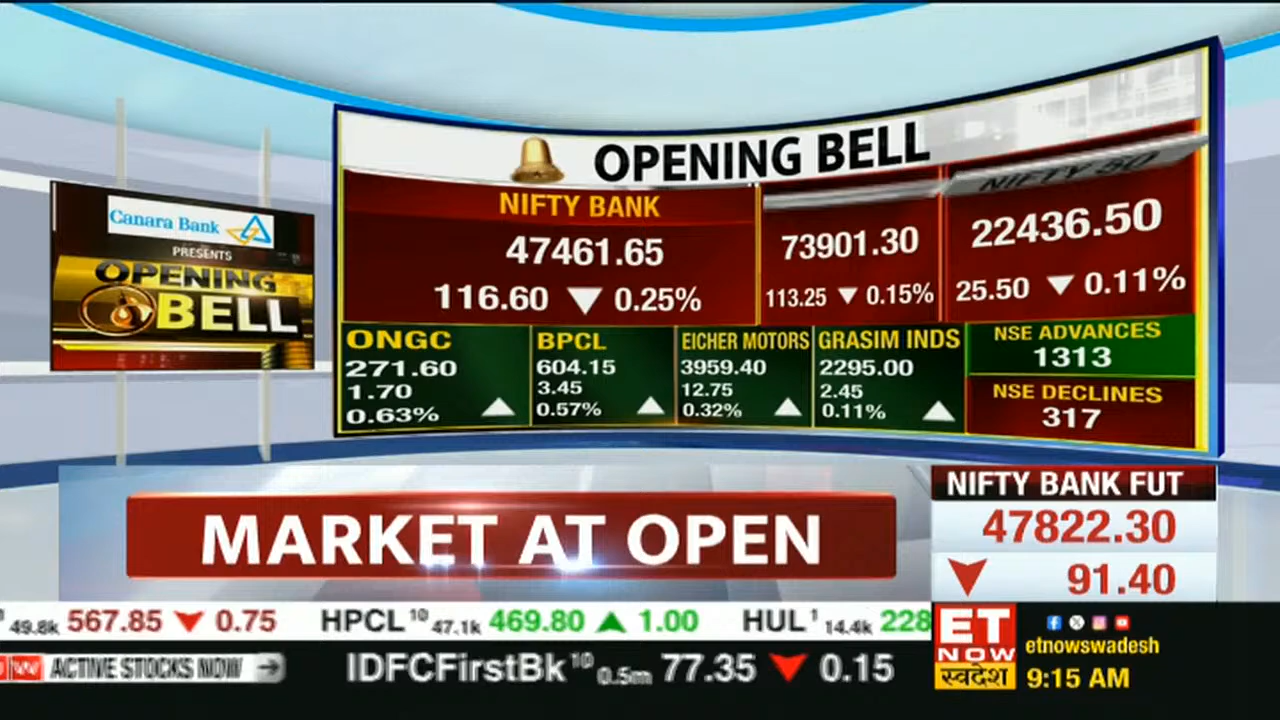 OPENING BELL
Canara Bank
PRESENTS
OPENING
BELL
NIFTY BANK
47461.65
116.60 ▼ 0.25%
73901.30
113.25 ▼ 0.15%
NIFTY 50
22436.50
25.50 ▼ 0.11%
ONGC
271.60
1.70
0.63% ▲
BPCL
604.15
3.45
0.57% ▲
EICHER MOTORS
3959.40
12.75
0.32% ▲
GRASIM INDS
2295.00
2.45
0.11% ▲
NSE ADVANCES
1313
NSE DECLINES
317
MARKET AT OPEN
NIFTY BANK FUT
47822.30
▼ 91.40
49.8k 567.85 ▼ 0.75 HPCL 10 47.1k 469.80 ▲ 1.00 HUL 1 14.4k 228
ACTIVE STOCKS NOW IDFCFirstBk 10 0.5m 77.35 ▼ 0.15
ET
NOW
स्वदेश
etnowswadesh
9:15 AM